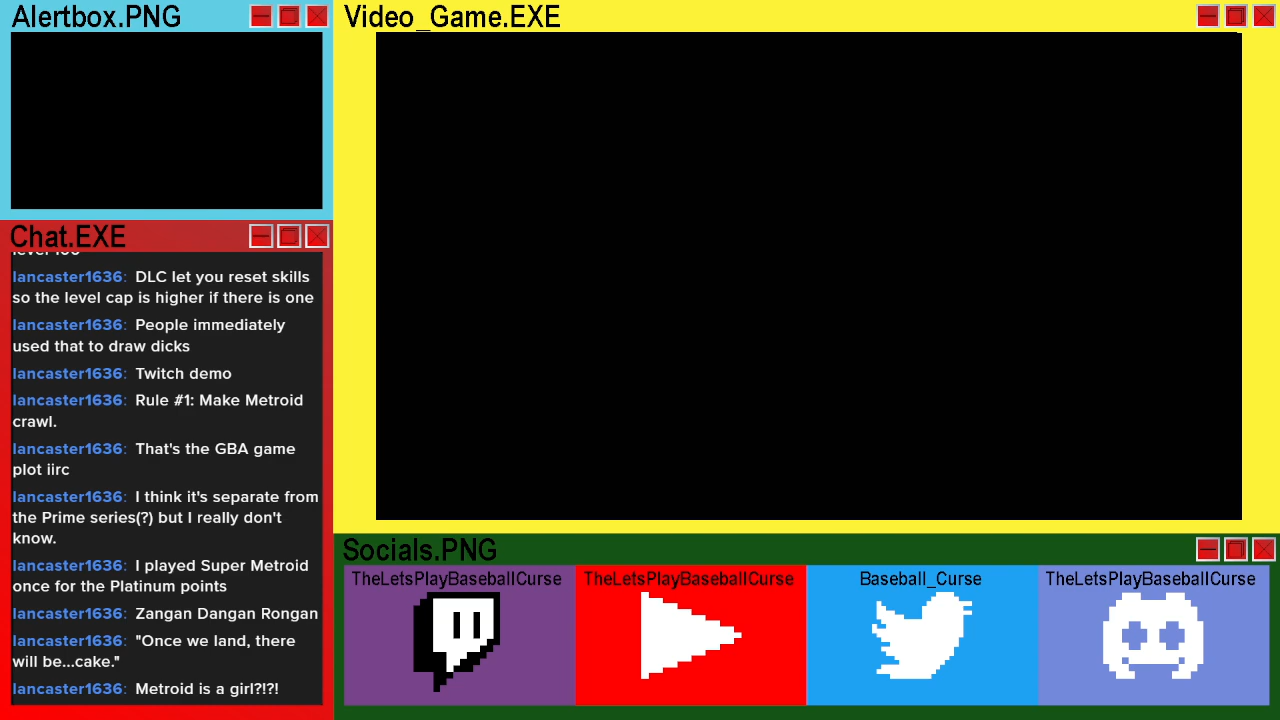 Alertbox.PNG
Video_Game.EXE
Chat.EXE
lancaster1636: DLC let you reset skills
so the level cap is higher if there is one
lancaster1636: People immediately
used that to draw dicks
lancaster1636: Twitch demo
lancaster1636: Rule #1: Make Metroid
crawl.
lancaster1636: That's the GBA game
plot iirc
lancaster1636: I think it's separate from
the Prime series(?) but I really don't
know.
lancaster1636: I played Super Metroid
once for the Platinum points
lancaster1636: Zangan Dangan Rongan
lancaster1636: "Once we land, there
will be...cake."
lancaster1636: Metroid is a girl?!?!
Socials.PNG
TheLetsPlayBaseballCurse
TheLetsPlayBaseballCurse
Baseball_Curse
TheLetsPlayBaseballCurse